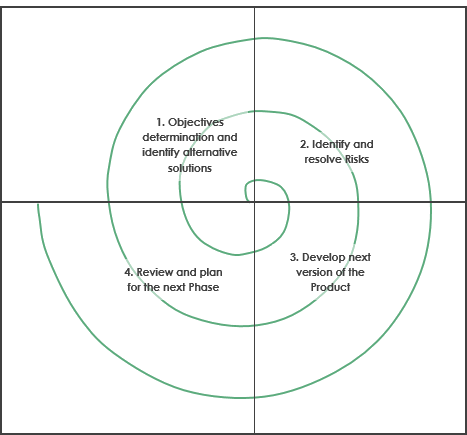 1. Objectives
determination and
identify alternative
solutions
2. Identify and
resolve Risks
3. Develop next
version of the
Product
4. Review and plan
for the next Phase